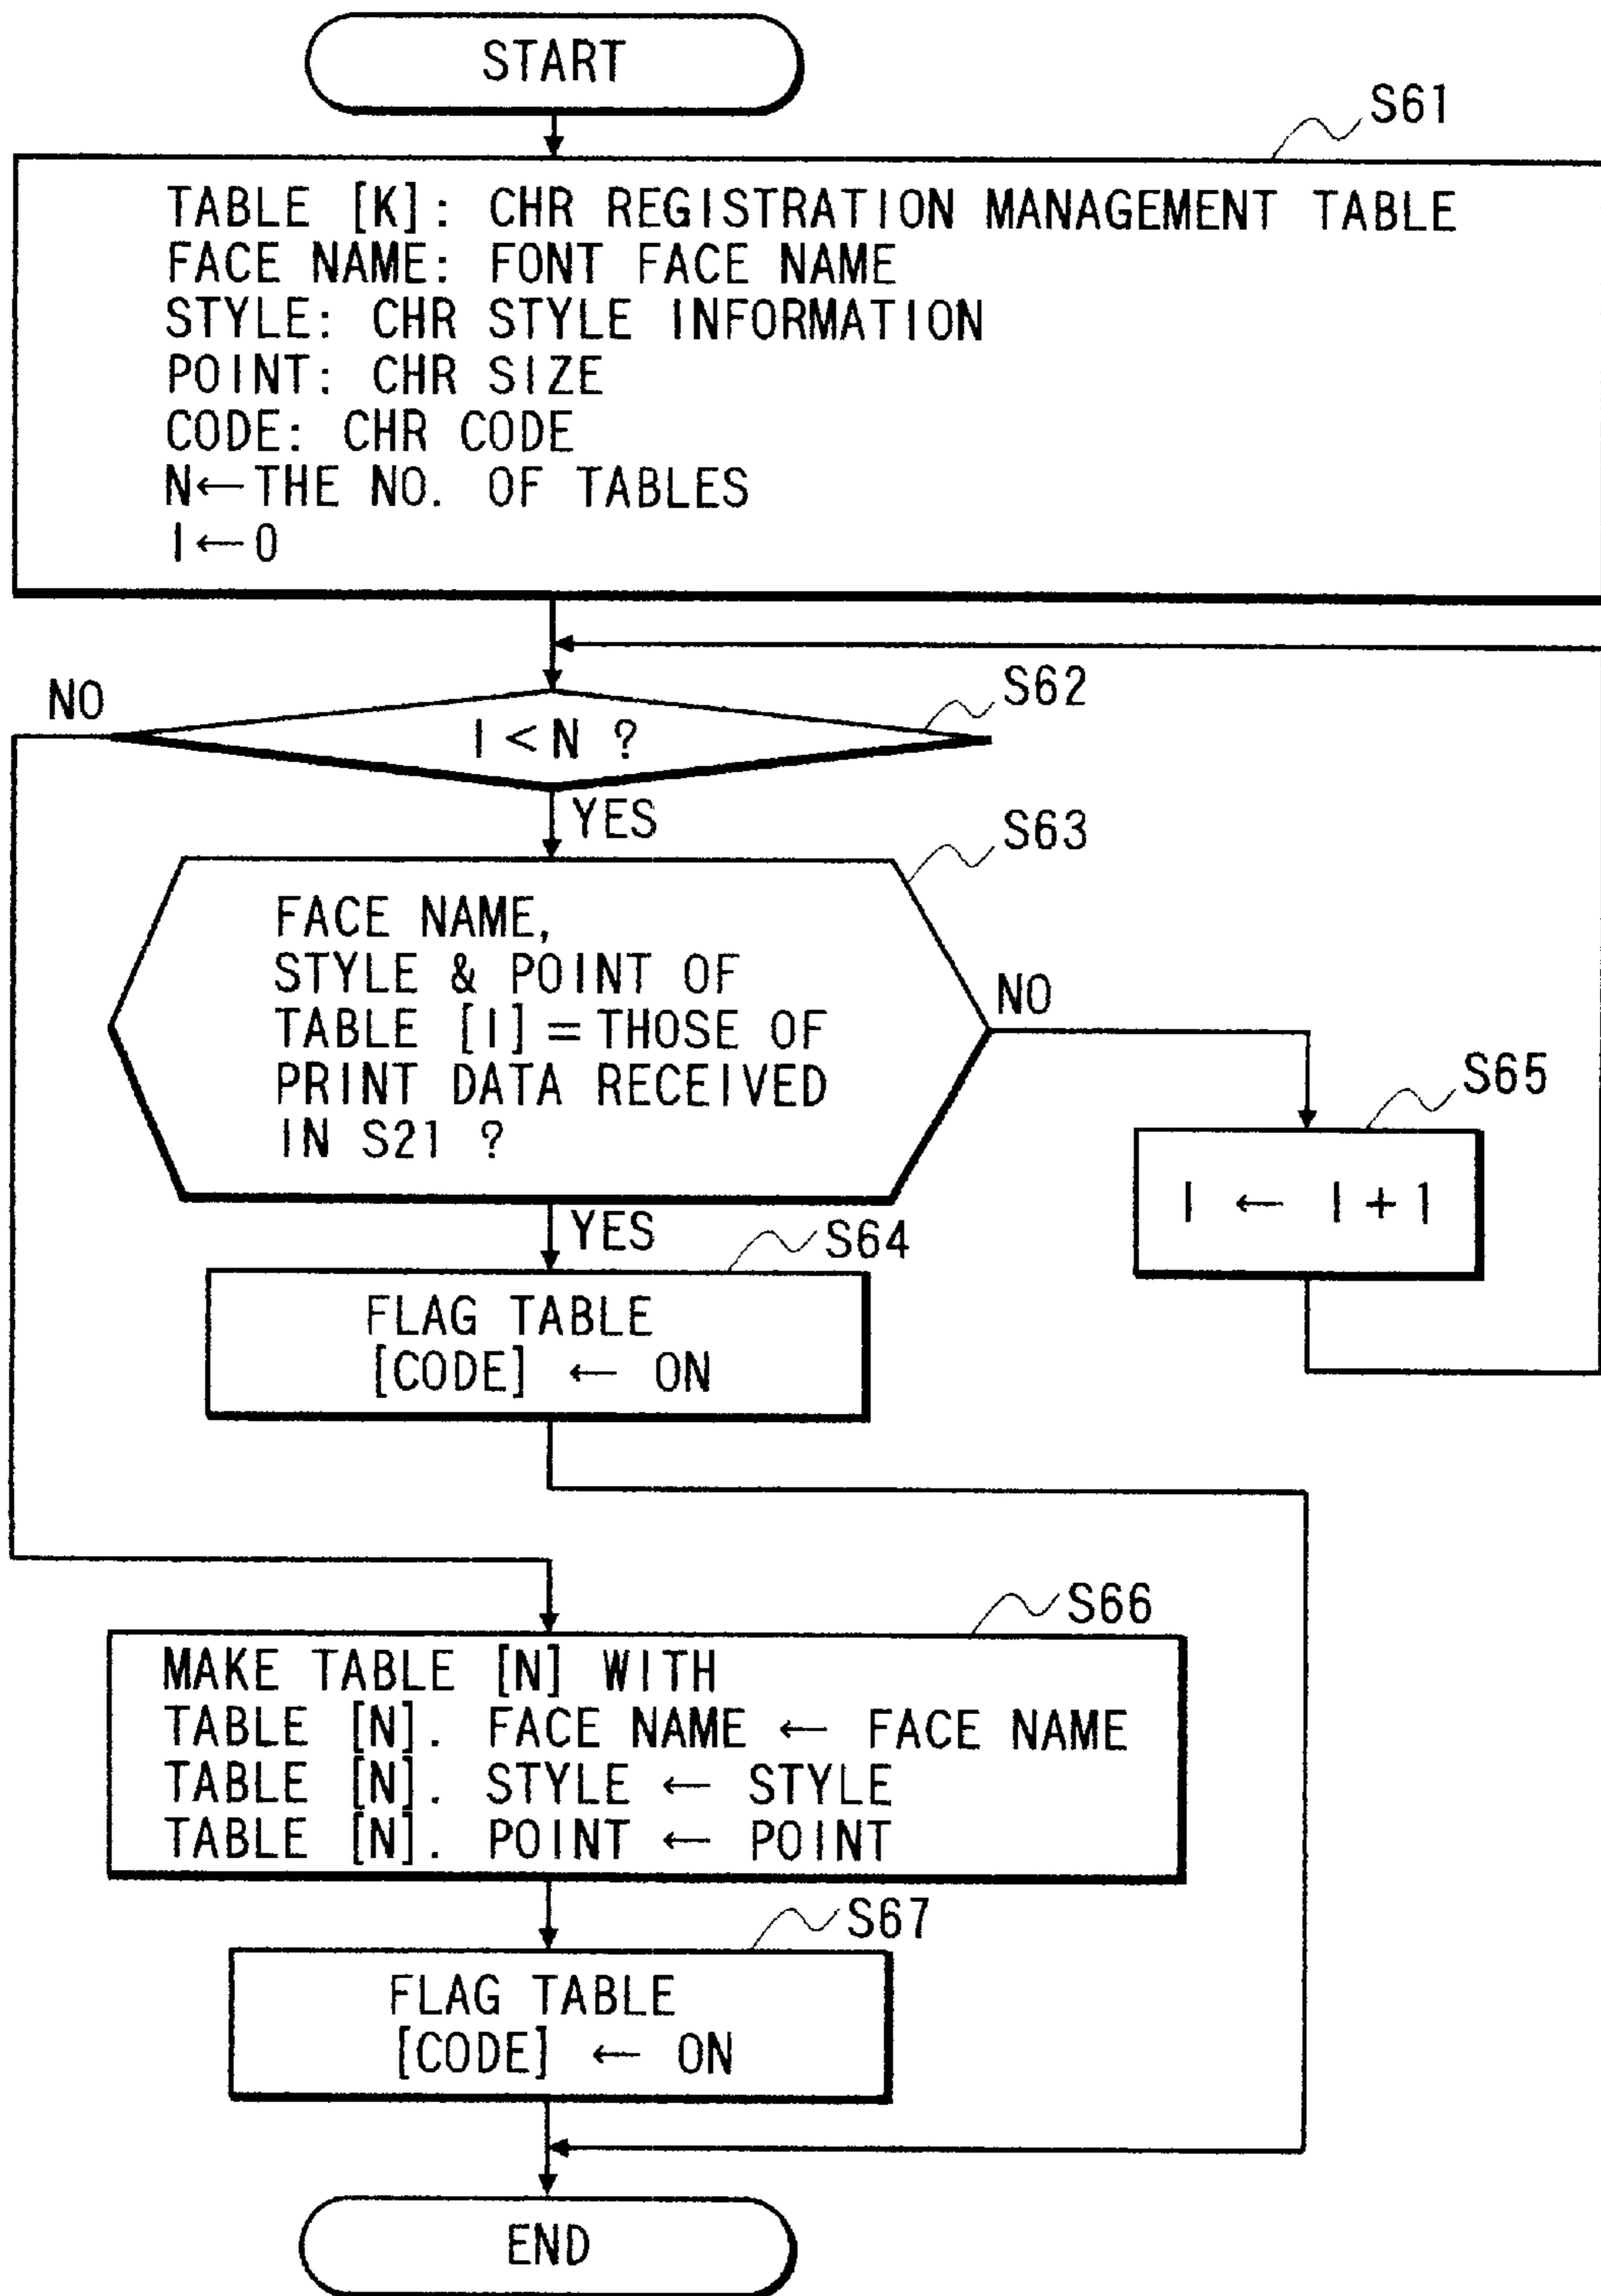 START
S61
TABLE [K]: CHR REGISTRATION MANAGEMENT TABLE
FACE NAME: FONT FACE NAME
STYLE: CHR STYLE INFORMATION
POINT: CHR SIZE
CODE: CHR CODE
N←THE NO. OF TABLES
I←0
S62
NO
I<N ?
YES
S63
FACE NAME,
STYLE & POINT OF
TABLE [I]=THOSE OF
PRINT DATA RECEIVED
IN S21 ?
NO
S65
I ← I+1
YES
S64
FLAG TABLE
[CODE] ← ON
S66
MAKE TABLE [N] WITH
TABLE [N]. FACE NAME ← FACE NAME
TABLE [N]. STYLE ← STYLE
TABLE [N]. POINT ← POINT
S67
FLAG TABLE
[CODE] ← ON
END